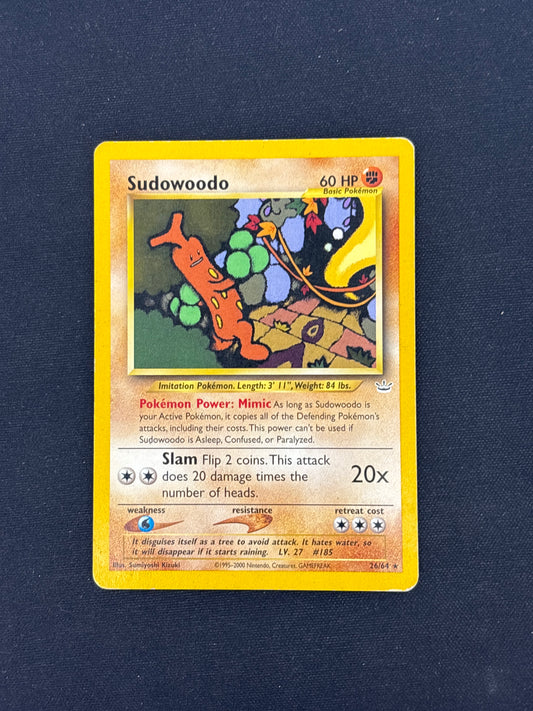 Sudowoodo 60 HP
Basic Pokémon
Imitation Pokémon. Length: 3' 11", Weight: 84 lbs.
Pokémon Power: Mimic As long as Sudowoodo is
your Active Pokémon, it copies all of the Defending Pokémon's
attacks, including their costs. This power can't be used if
Sudowoodo is Asleep, Confused, or Paralyzed.
Slam Flip 2 coins. This attack
does 20 damage times the
number of heads.
20x
weakness resistance retreat cost
It disguises itself as a tree to avoid attack. It hates water, so
it will disappear if it starts raining. LV. 27 #185
Illus. Sumiyoshi Kizuki ©1995-2000 Nintendo, Creatures, GAMEFREAK. 26/64 ★